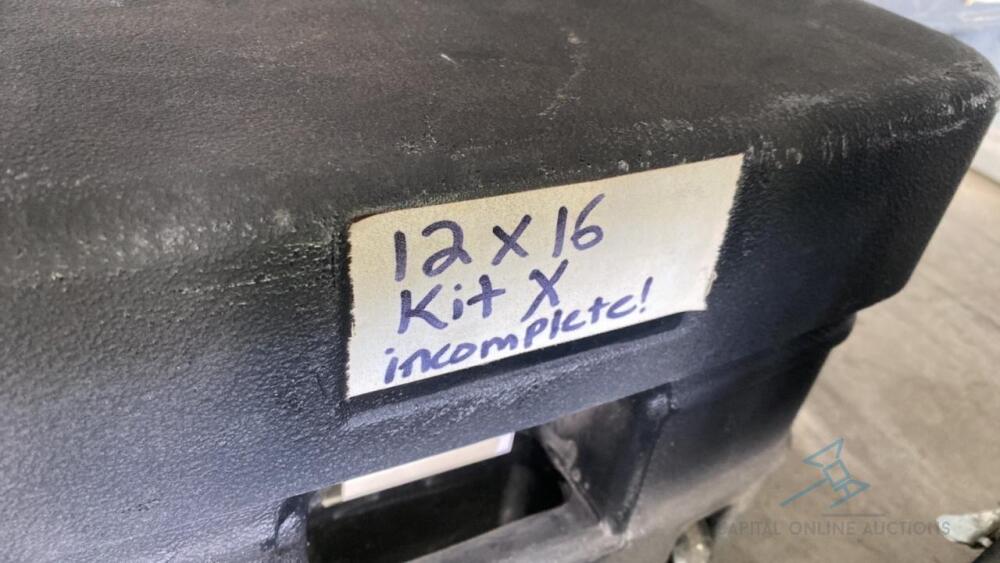 12 X 16
Kit X
incomplete!
CAPITAL ONLINE AUCTIONS